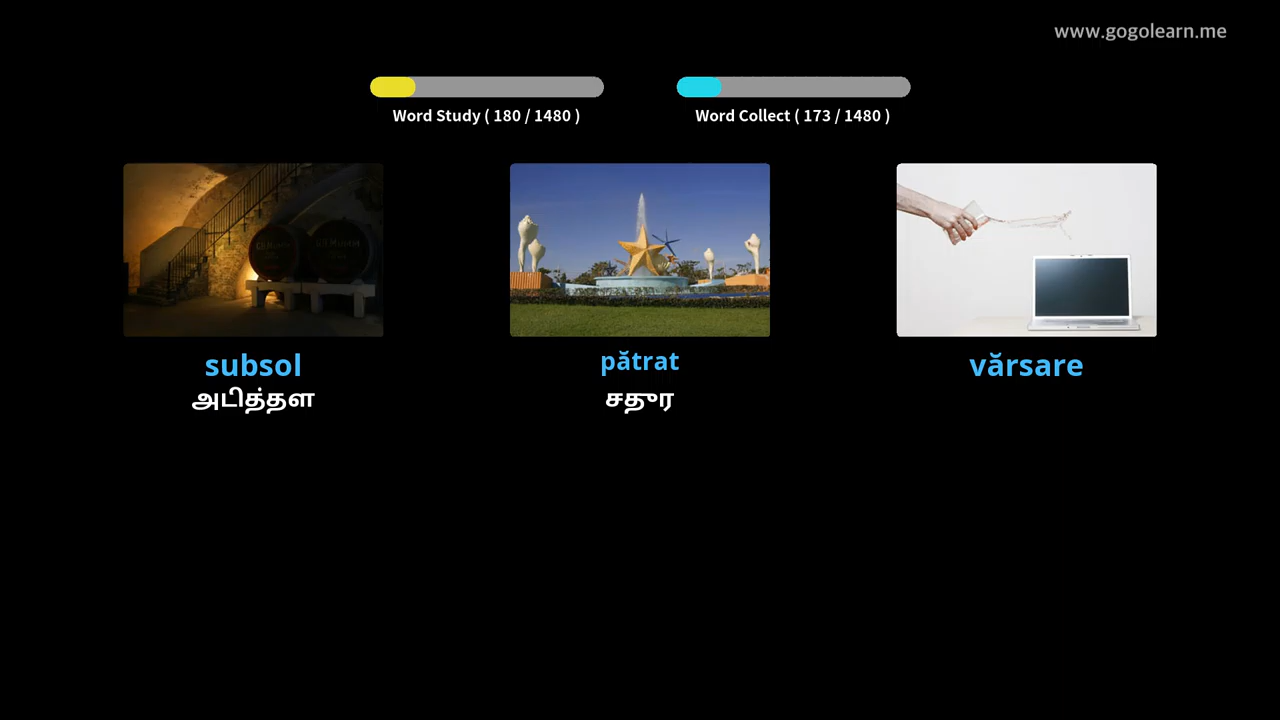 www.gogolearn.me
Word Study ( 180 / 1480 )
Word Collect ( 173 / 1480 )
subsol
அடித்தள
pătrat
சதுர
vărsare